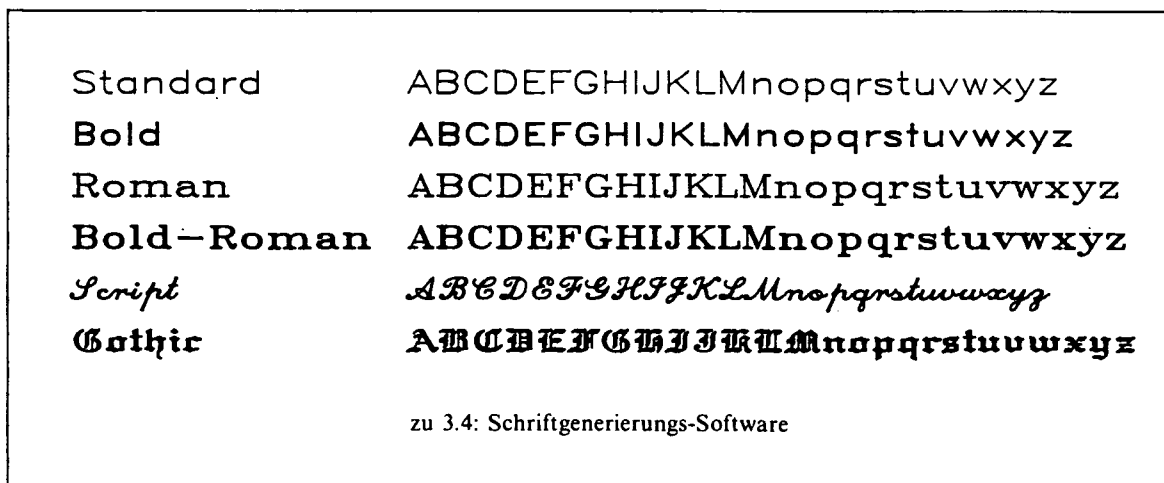 Standard ABCDEFGHIJKLMnopqrstuvwxyz
Bold ABCDEFGHIJKLMnopqrstuvwxyz
Roman ABCDEFGHIJKLMnopqrstuvwxyz
Bold-Roman ABCDEFGHIJKLMnopqrstuvwxyz
Script ABCDEFGHIJKLMnopqrstuvwxyz
Gothic ABCDEFGHIJKLMnopqrstuvwxyz
zu 3.4: Schriftgenerierungs-Software